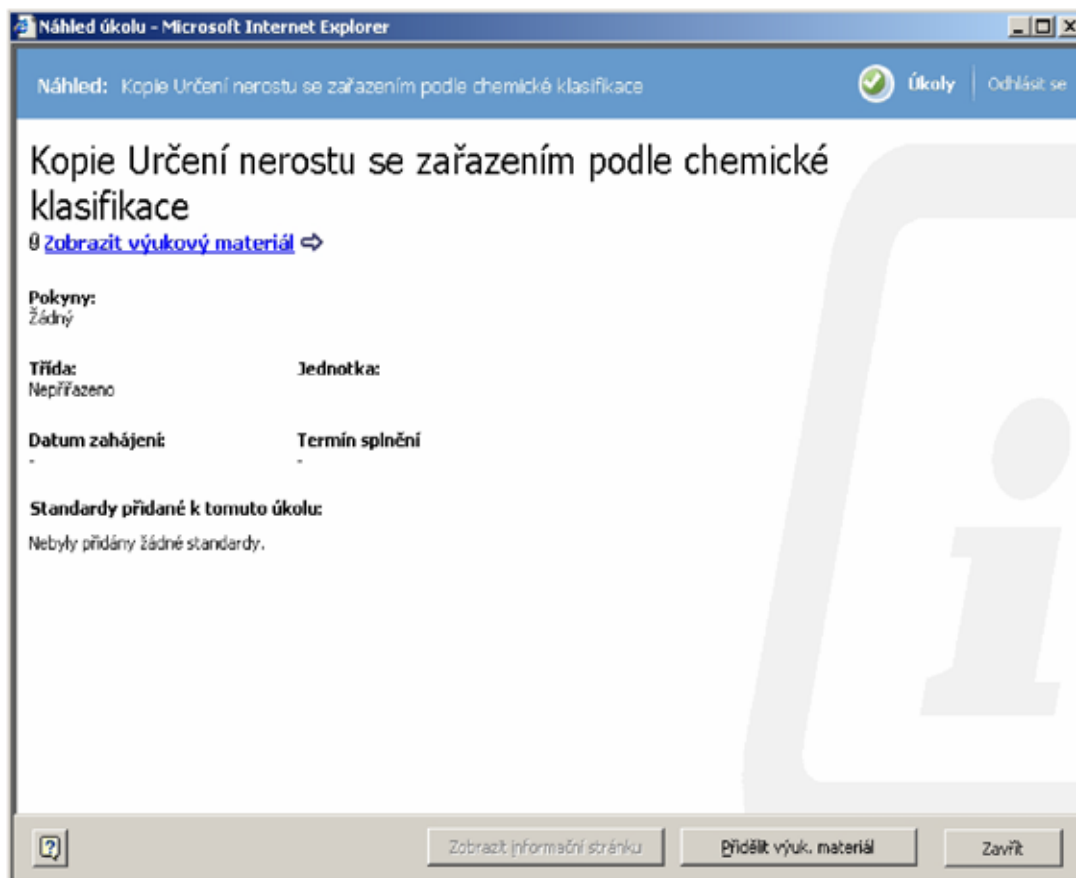 Náhled úkolu - Microsoft Internet Explorer
Náhled: Kopie Určení nerostu se zařazením podle chemické klasifikace
Úkoly
Odhlásit se
Kopie Určení nerostu se zařazením podle chemické
klasifikace
Zobrazit výukový materiál
Pokyny:
Žádný
Třída: Jednotka:
Nepřiřazeno
Datum zahájení: Termín splnění
- -
Standardy přidané k tomuto úkolu:
Nebyly přidány žádné standardy.
Zobrazit informační stránku
Přidělit výuk. materiál
Zavřít